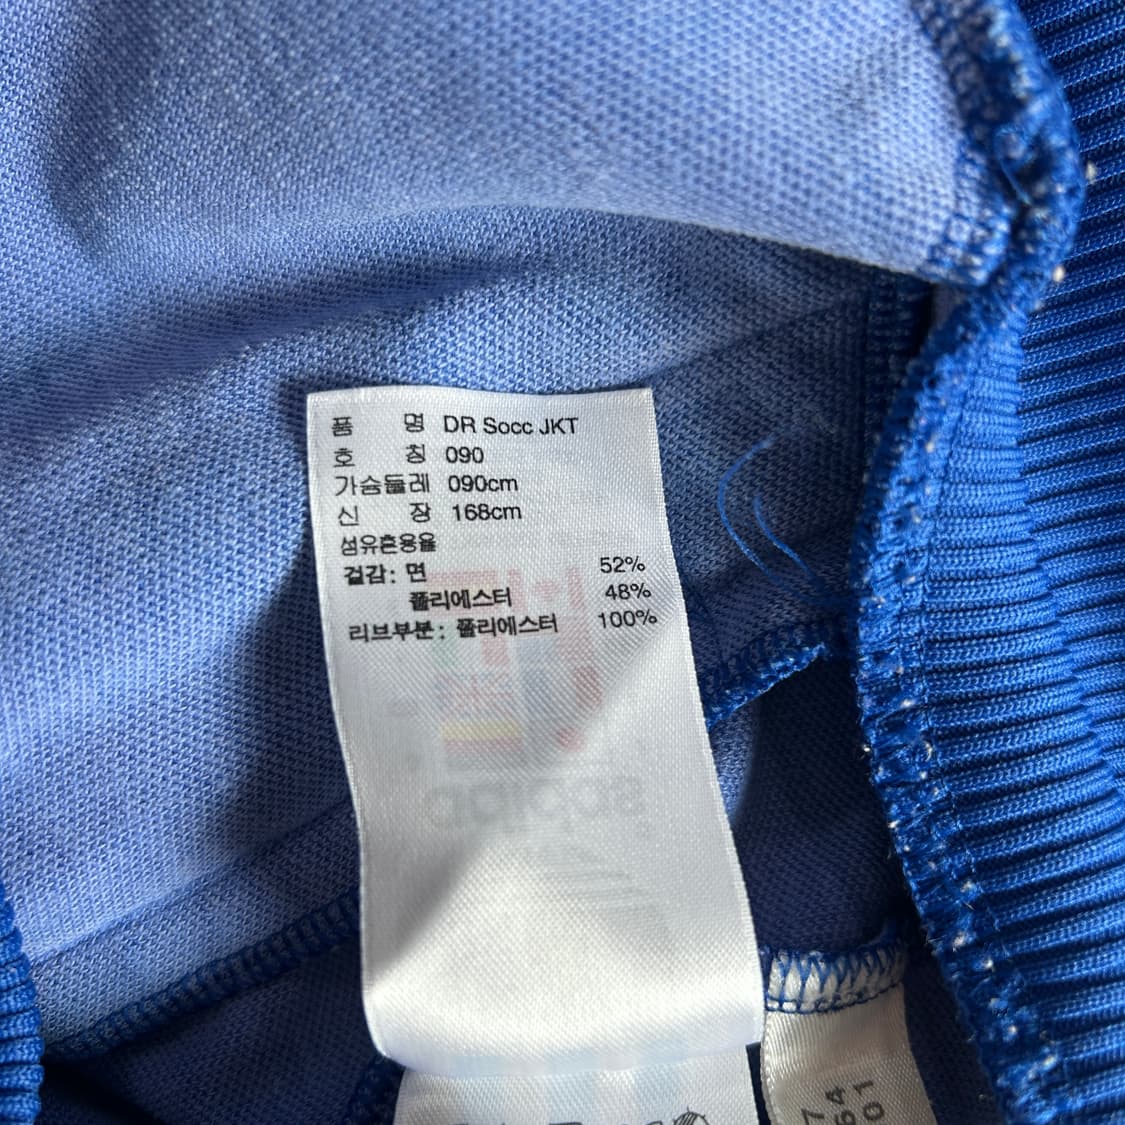 품 명 DR Socc JKT
호 칭 090
가슴둘레 090cm
신 장 168cm
섬유혼용율
겉감: 면 52%
폴리에스터 48%
리브부분: 폴리에스터 100%
adidas